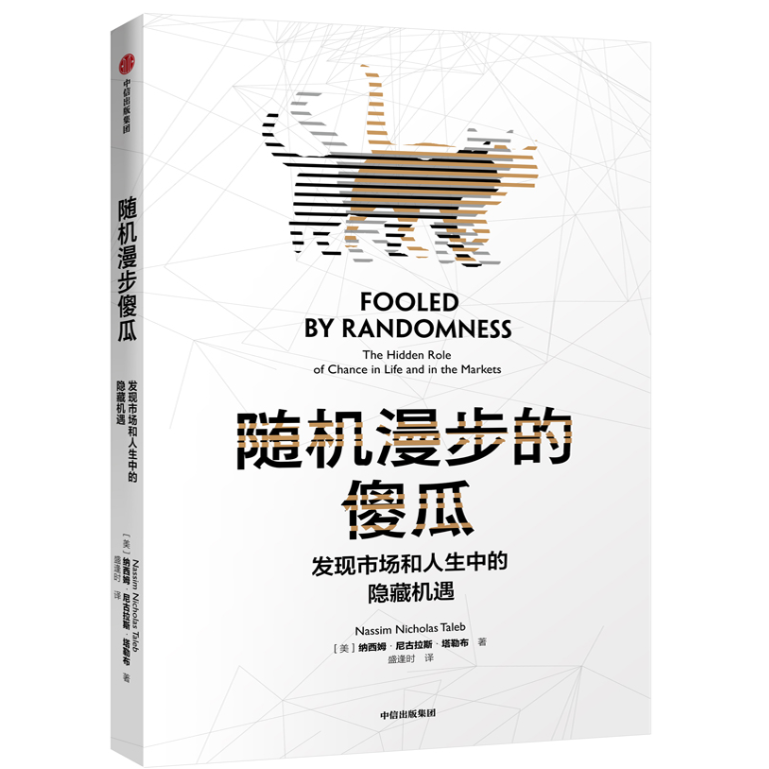 中信出版集团
随机漫步傻瓜
发现市场和人生中的
隐藏机遇
[美]纳西姆·尼古拉斯·塔勒布 著
Nassim Nicholas Taleb
盛逢时 译
FOOLED
BY RANDOMNESS
The Hidden Role
of Chance in Life and in the Markets
随机漫步的
傻瓜
发现市场和人生中的
隐藏机遇
Nassim Nicholas Taleb
[美]纳西姆·尼古拉斯·塔勒布 著
盛逢时 译
中信出版集团